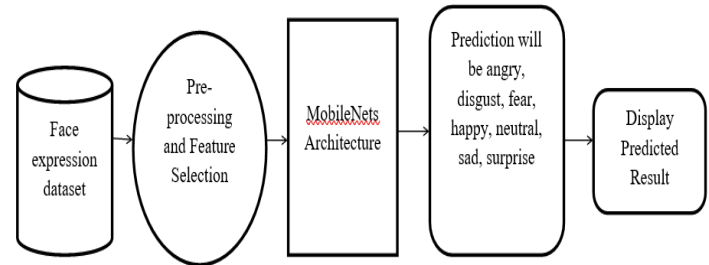 Face
expression
dataset
Pre-
processing
and Feature
Selection
MobileNets
Architecture
Prediction will
be angry,
disgust, fear,
happy, neutral,
sad, surprise
Display
Predicted
Result